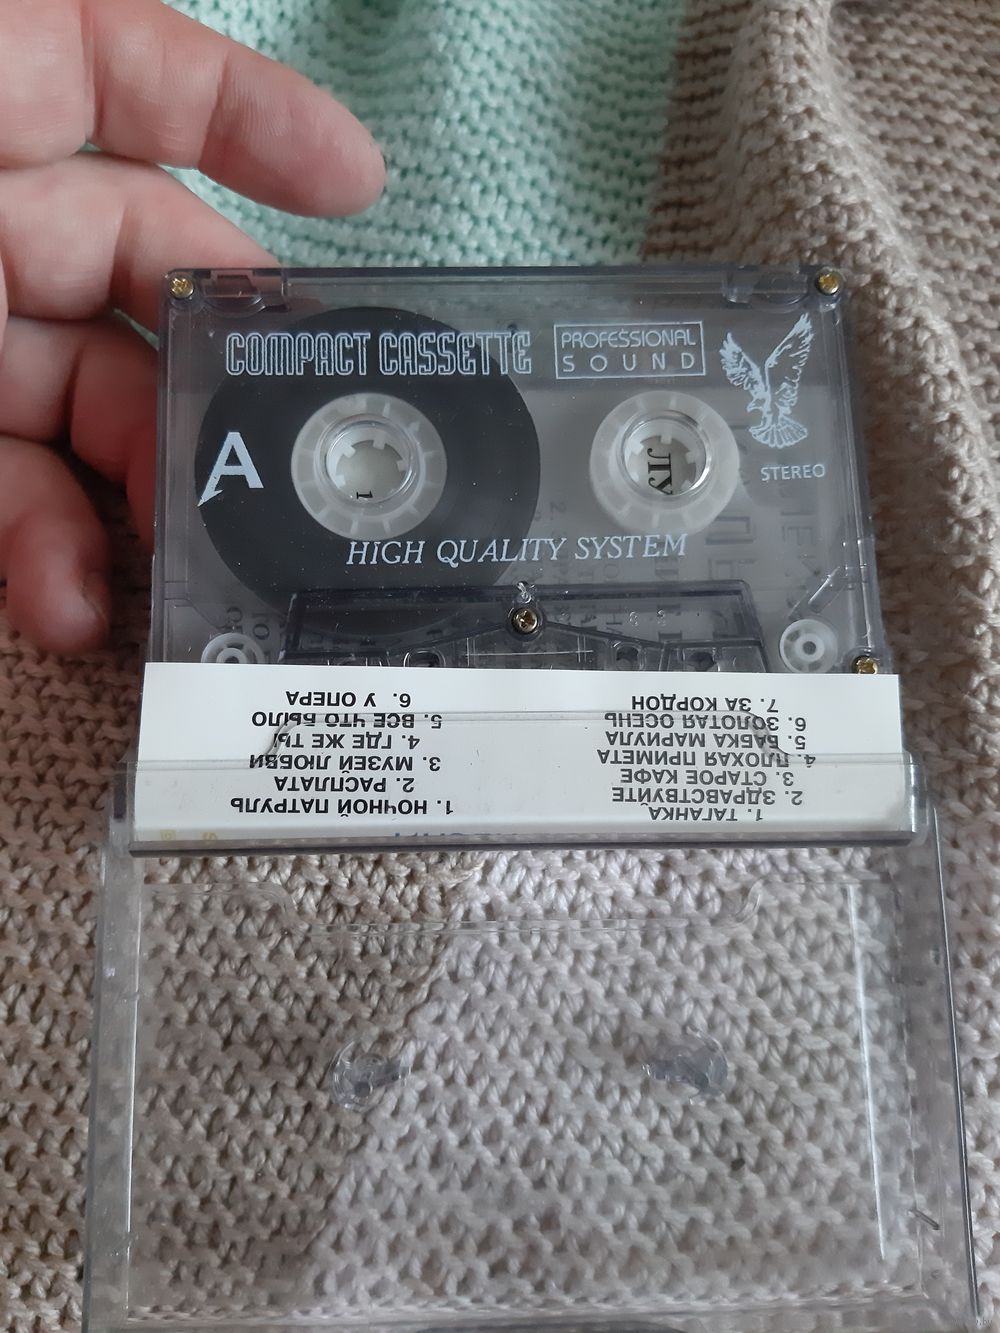 COMPACT CASSETTE
PROFESSIONAL
SOUND
A
STEREO
HIGH QUALITY SYSTEM
1. ТАГАНКА
2. ЗДРАВСТВУЙТЕ
3. СТАРОЕ КАФЕ
4. ПЛОХАЯ ПРИМЕТА
5. БАБКА МАРИУЛА
6. ЗОЛОТАЯ ОСЕНЬ
7. ЗА КОРДОН
1. НОЧНОЙ ПАТРУЛЬ
2. РАСПЛАТА
3. МУЗЕЙ ЛЮБВИ
4. ГДЕ ЖЕ ТЫ
5. ВСЕ ЧТО БЫЛО
6. У ОПЕРА